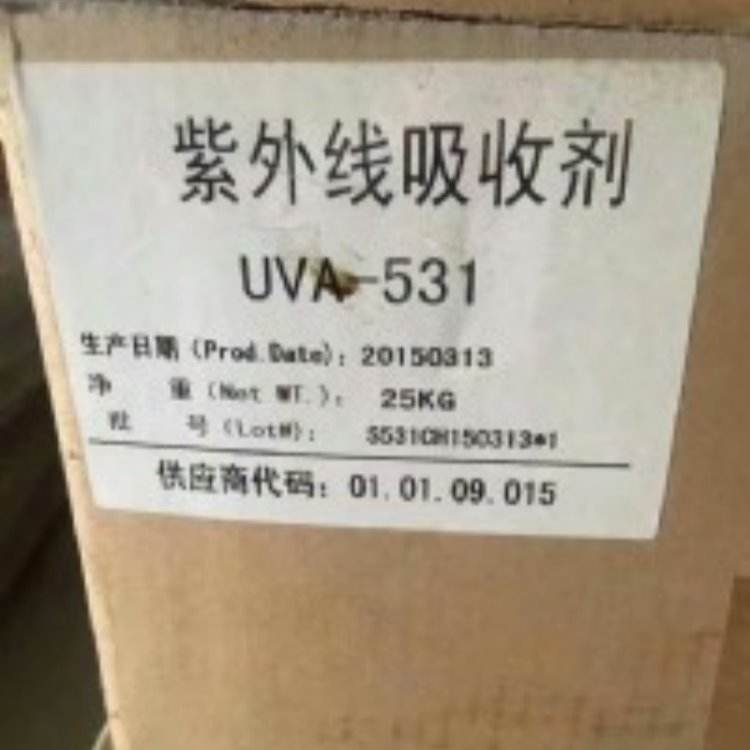 紫外线吸收剂
UVA-531
生产日期(Prod.Date): 20150313
净 重(Net WT.): 25KG
批 号(Lot#): S531CH150313*1
供应商代码: 01.01.09.015